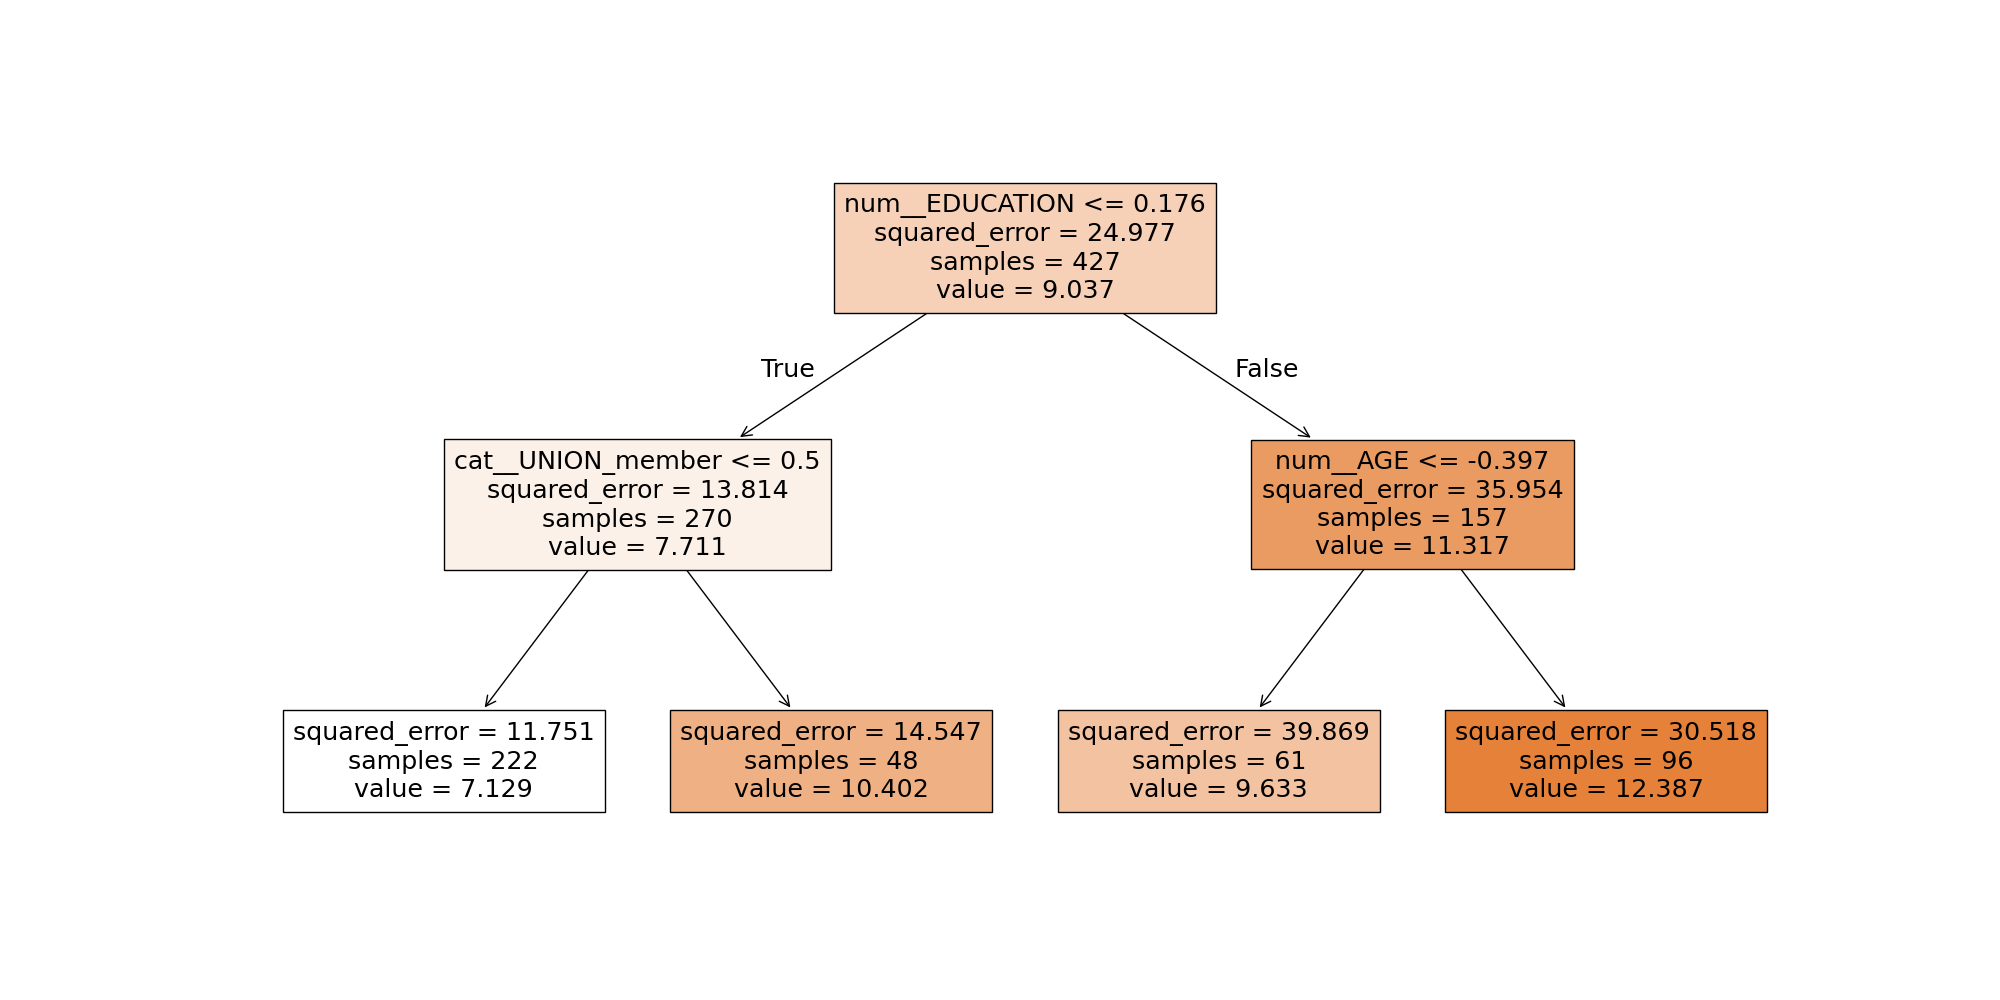 num__EDUCATION <= 0.176
squared_error = 24.977
samples = 427
value = 9.037
True
False
cat__UNION_member <= 0.5
squared_error = 13.814
samples = 270
value = 7.711
num__AGE <= -0.397
squared_error = 35.954
samples = 157
value = 11.317
squared_error = 11.751
samples = 222
value = 7.129
squared_error = 14.547
samples = 48
value = 10.402
squared_error = 39.869
samples = 61
value = 9.633
squared_error = 30.518
samples = 96
value = 12.387